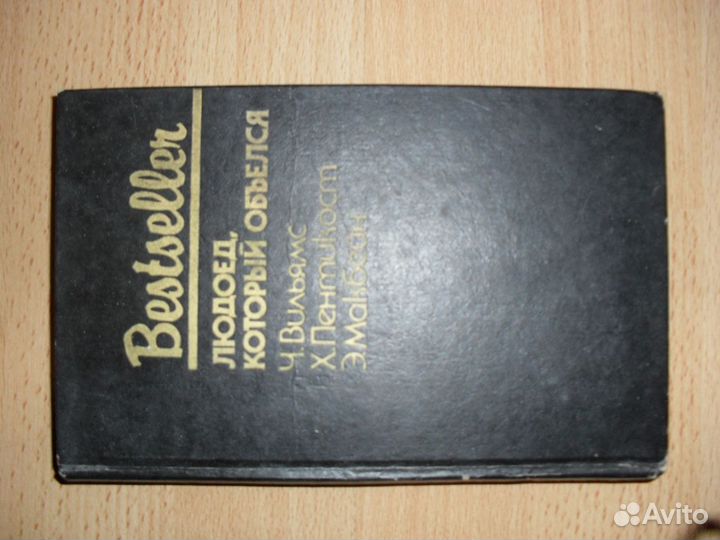 Bestseller
ЛЮДОЕД,
КОТОРЫЙ ОБЪЕЛСЯ
Ч.Вильямс
Х.Пентикост
Э.Макбейн
Avito